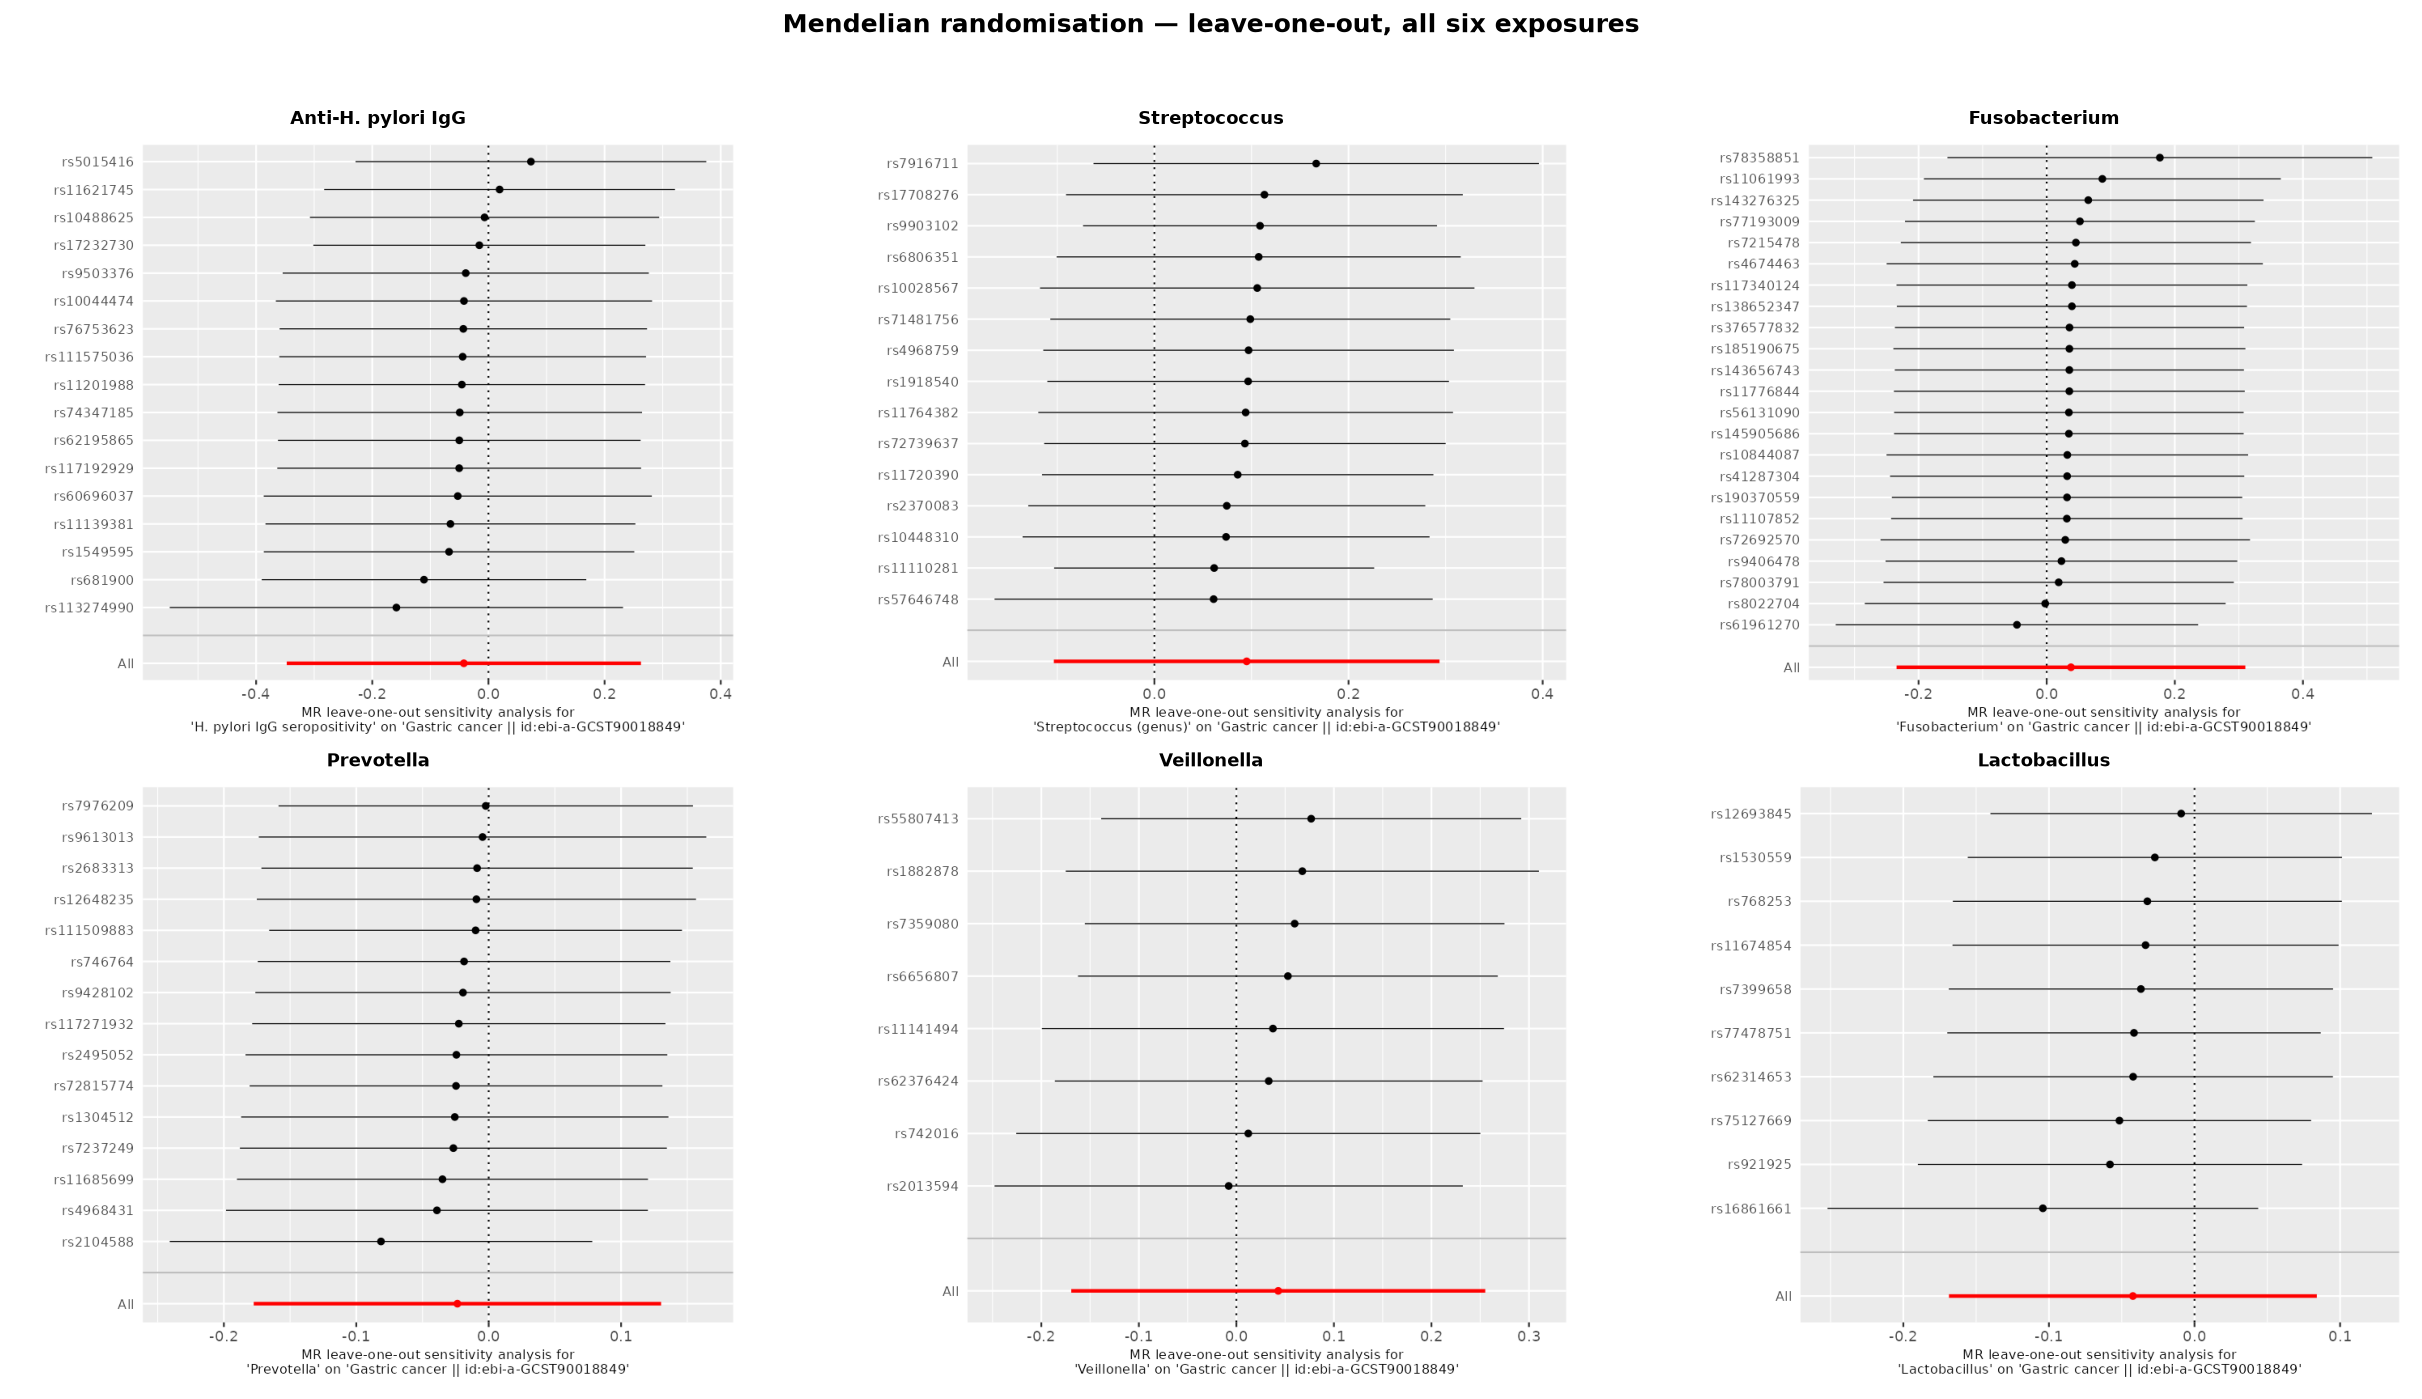 Mendelian randomisation — leave-one-out, all six exposures
Anti-H. pylori IgG
rs5015416
rs11621745
rs10488625
rs17232730
rs9503376
rs10044474
rs76753623
rs111575036
rs11201988
rs74347185
rs62195865
rs117192929
rs60696037
rs11139381
rs1549595
rs681900
rs113274990
All
-0.4 -0.2 0.0 0.2 0.4
MR leave-one-out sensitivity analysis for
'H. pylori IgG seropositivity' on 'Gastric cancer || id:ebi-a-GCST90018849'
Streptococcus
rs7916711
rs17708276
rs9903102
rs6806351
rs10028567
rs71481756
rs4968759
rs1918540
rs11764382
rs72739637
rs11720390
rs2370083
rs10448310
rs11110281
rs57646748
All
0.0 0.2 0.4
MR leave-one-out sensitivity analysis for
'Streptococcus (genus)' on 'Gastric cancer || id:ebi-a-GCST90018849'
Fusobacterium
rs78358851
rs11061993
rs143276325
rs77193009
rs7215478
rs4674463
rs117340124
rs138652347
rs376577832
rs185190675
rs143656743
rs11776844
rs56131090
rs145905686
rs10844087
rs41287304
rs190370559
rs11107852
rs72692570
rs9406478
rs78003791
rs8022704
rs61961270
All
-0.2 0.0 0.2 0.4
MR leave-one-out sensitivity analysis for
'Fusobacterium' on 'Gastric cancer || id:ebi-a-GCST90018849'
Prevotella
rs7976209
rs9613013
rs2683313
rs12648235
rs111509883
rs746764
rs9428102
rs117271932
rs2495052
rs72815774
rs1304512
rs7237249
rs11685699
rs4968431
rs2104588
All
-0.2 -0.1 0.0 0.1
MR leave-one-out sensitivity analysis for
'Prevotella' on 'Gastric cancer || id:ebi-a-GCST90018849'
Veillonella
rs55807413
rs1882878
rs7359080
rs6656807
rs11141494
rs62376424
rs742016
rs2013594
All
-0.2 -0.1 0.0 0.1 0.2 0.3
MR leave-one-out sensitivity analysis for
'Veillonella' on 'Gastric cancer || id:ebi-a-GCST90018849'
Lactobacillus
rs12693845
rs1530559
rs768253
rs11674854
rs7399658
rs77478751
rs62314653
rs75127669
rs921925
rs16861661
All
-0.2 -0.1 0.0 0.1
MR leave-one-out sensitivity analysis for
'Lactobacillus' on 'Gastric cancer || id:ebi-a-GCST90018849'